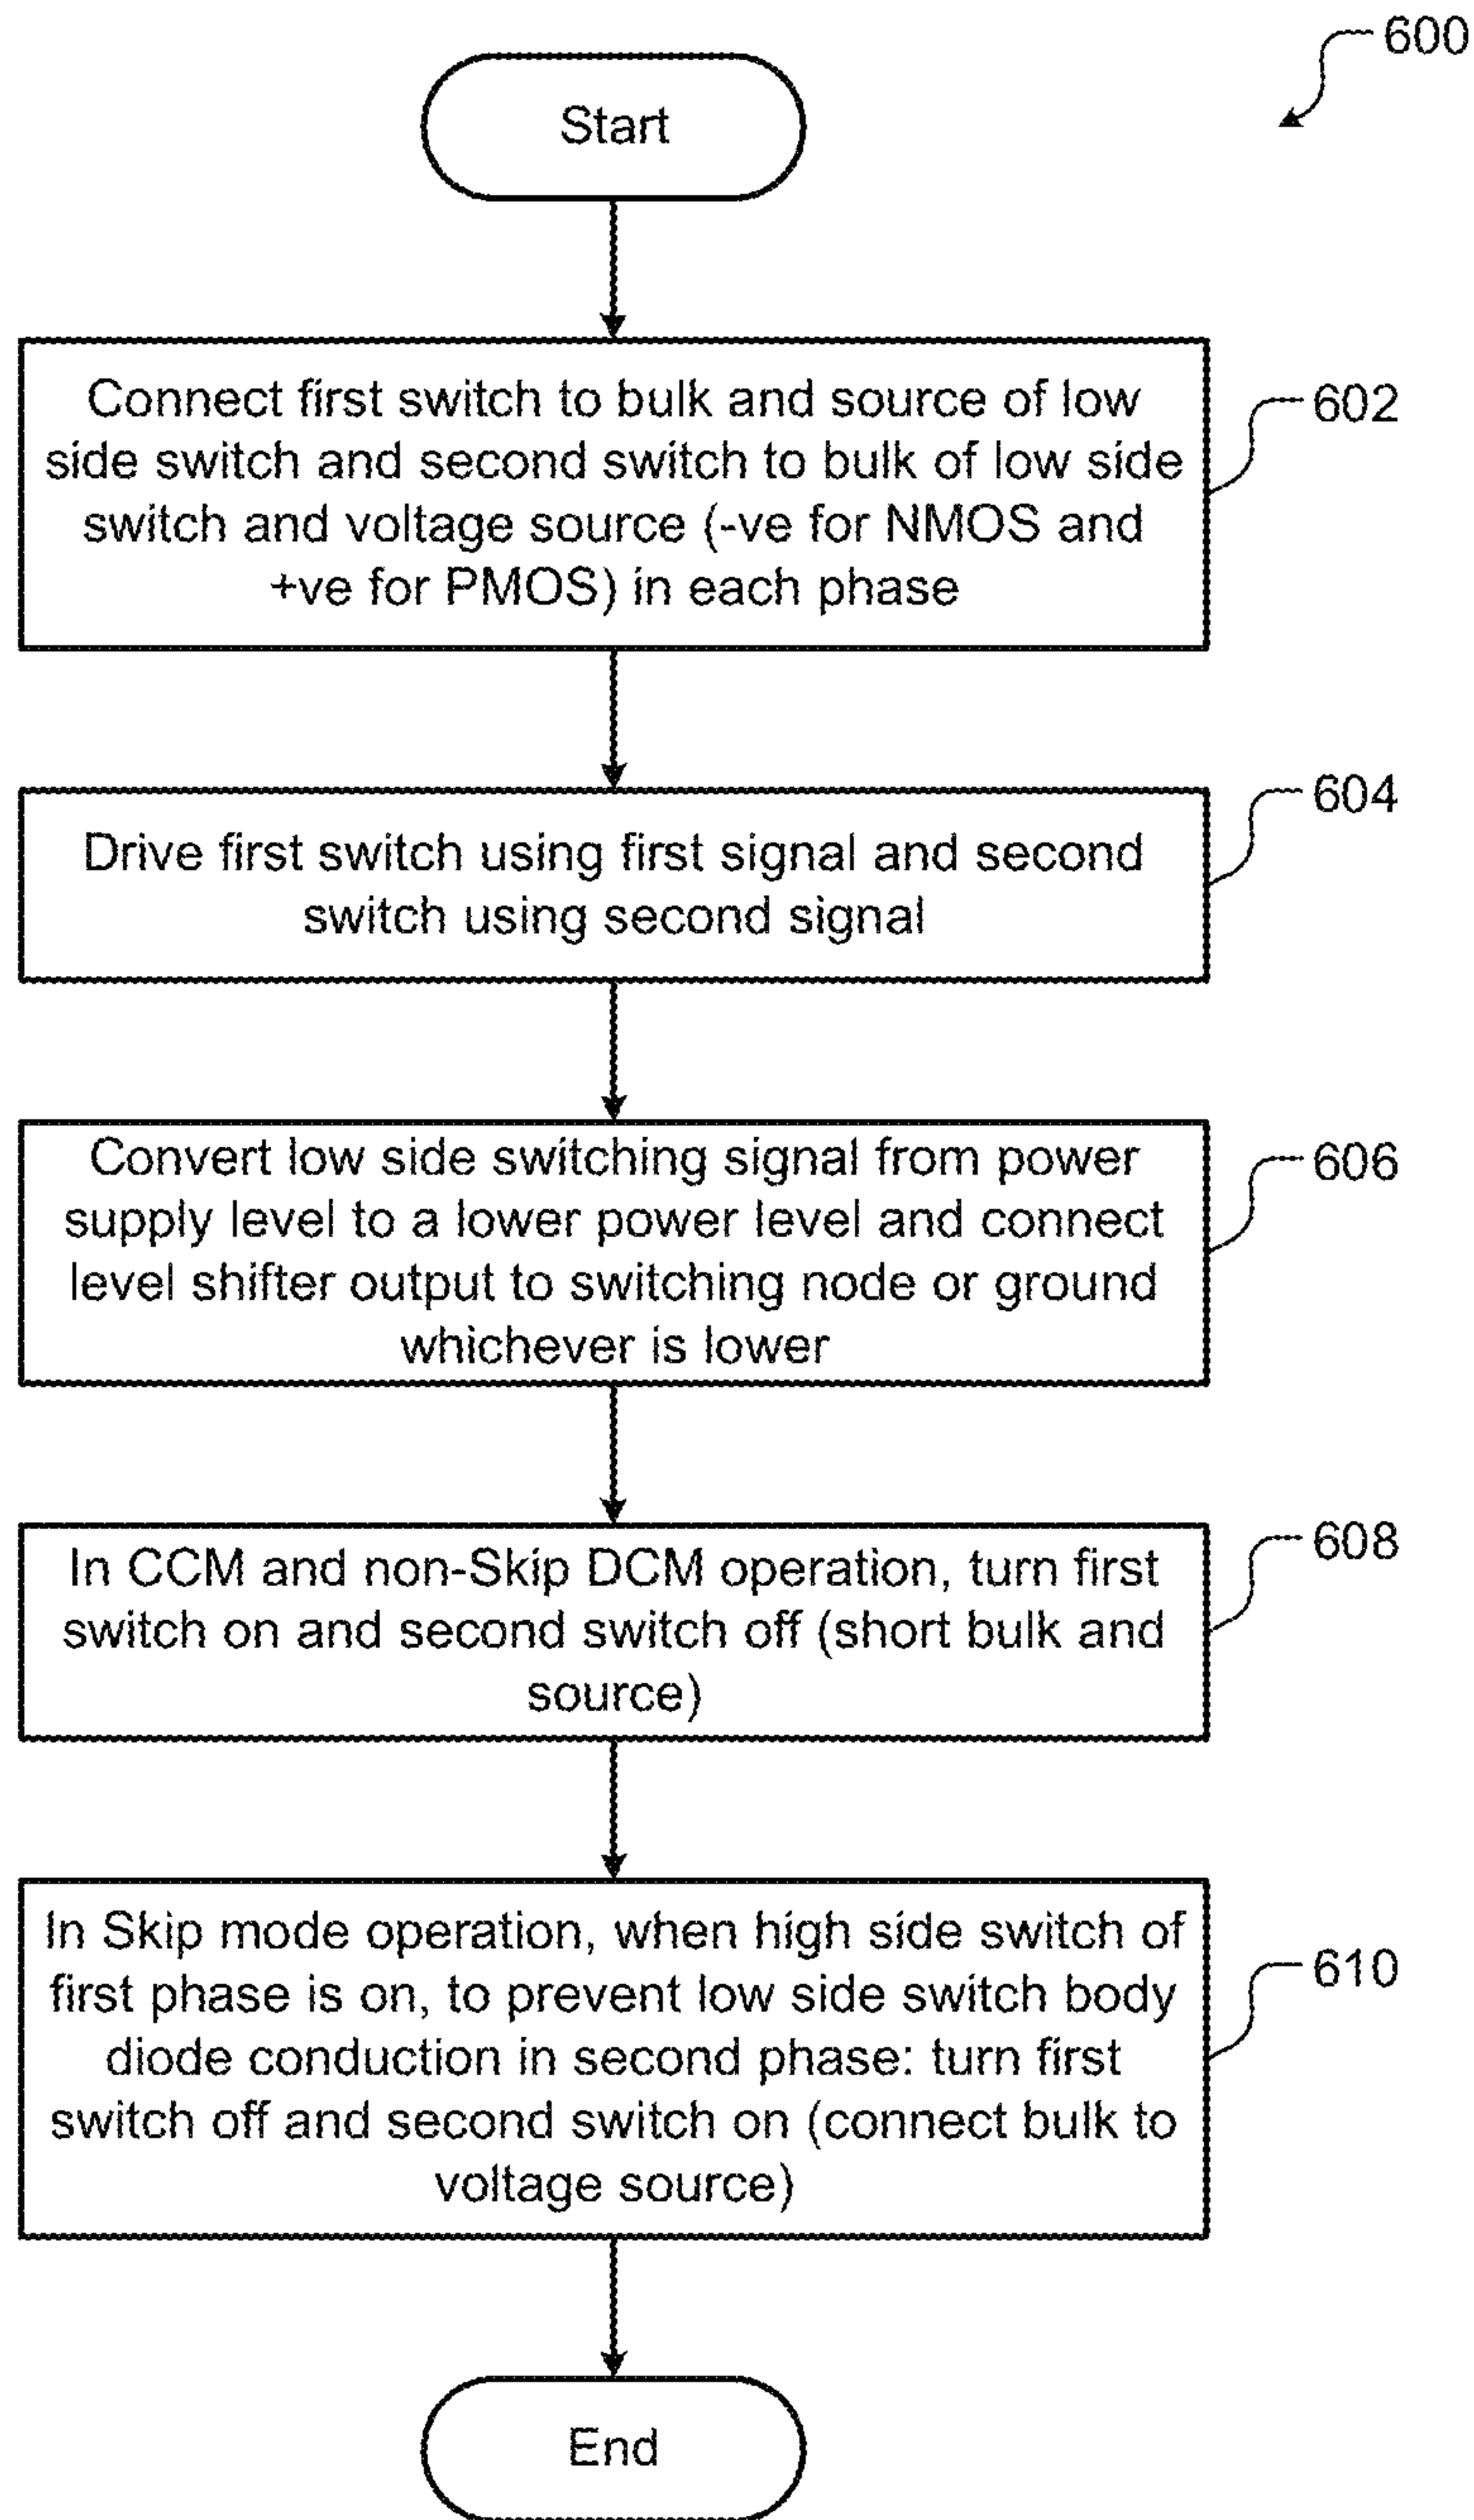 600
Start
Connect first switch to bulk and source of low
side switch and second switch to bulk of low side
switch and voltage source (-ve for NMOS and
+ve for PMOS) in each phase
602
Drive first switch using first signal and second
switch using second signal
604
Convert low side switching signal from power
supply level to a lower power level and connect
level shifter output to switching node or ground
whichever is lower
606
In CCM and non-Skip DCM operation, turn first
switch on and second switch off (short bulk and
source)
608
In Skip mode operation, when high side switch of
first phase is on, to prevent low side switch body
diode conduction in second phase: turn first
switch off and second switch on (connect bulk to
voltage source)
610
End